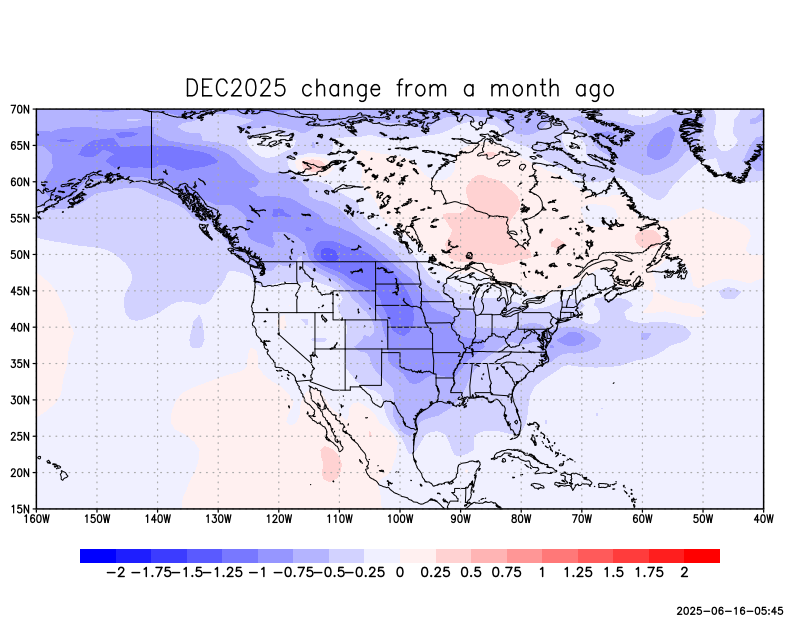 DEC2025 change from a month ago
70N
65N
60N
55N
50N
45N
40N
35N
30N
25N
20N
15N
160W 150W 140W 130W 120W 110W 100W 90W 80W 70W 60W 50W 40W
−2 −1.75 −1.5 −1.25 −1 −0.75 −0.5 −0.25 0 0.25 0.5 0.75 1 1.25 1.5 1.75 2
2025−06−16−05:45